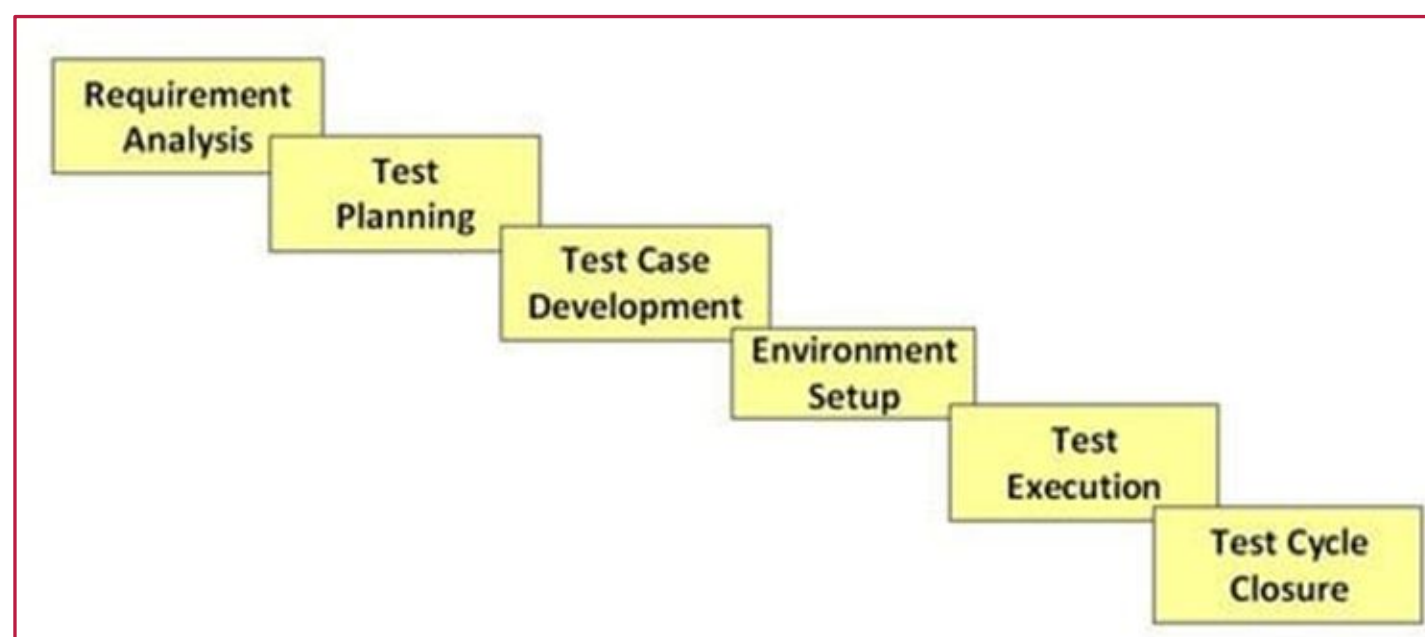 Requirement
Analysis
Test
Planning
Test Case
Development
Environment
Setup
Test
Execution
Test Cycle
Closure